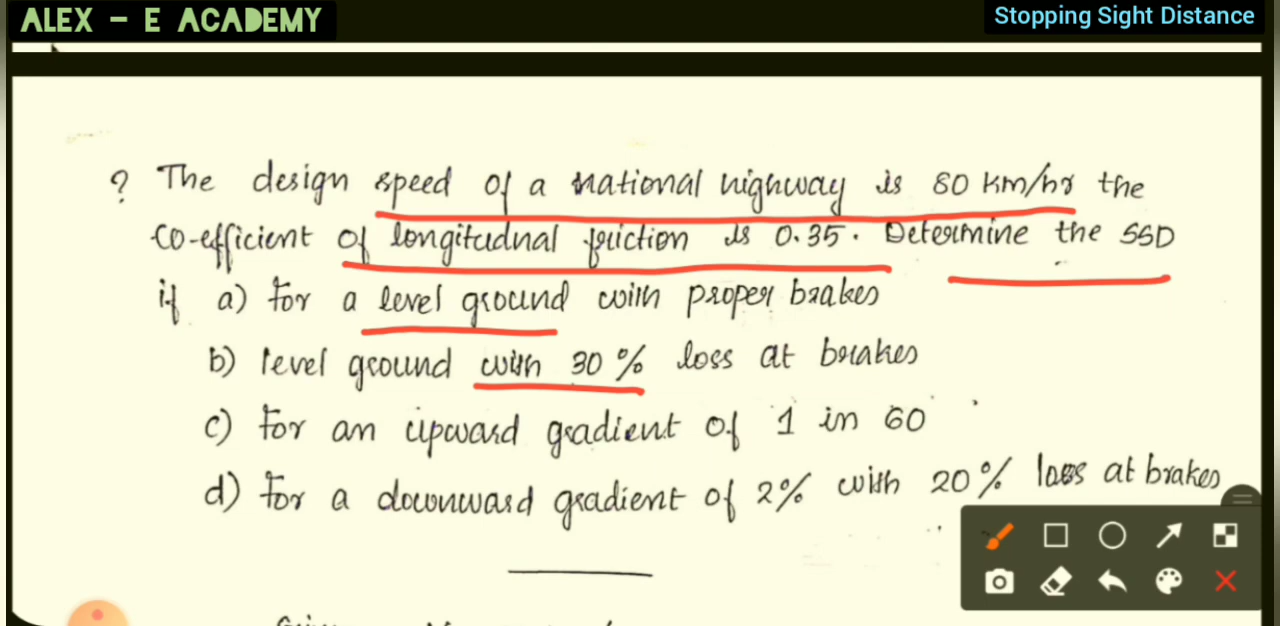 ALEX - E ACADEMY
Stopping Sight Distance
? The design speed of a national highway is 80 km/hr the
co-efficient of longitudnal friction is 0.35. Determine the SSD
if a) for a level ground with proper brakes
b) level ground with 30% loss at brakes
c) for an upward gradient of 1 in 60
d) for a downward gradient of 2% with 20% loss at brakes